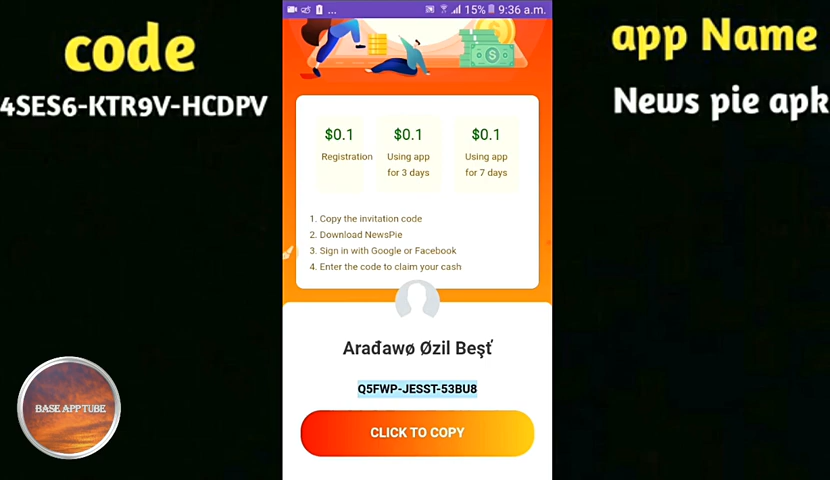 code
4SES6-KTR9V-HCDPV
app Name
News pie apk
... 15% 9:36 a.m.
$0.1 $0.1 $0.1
Registration Using app Using app
for 3 days for 7 days
1. Copy the invitation code
2. Download NewsPie
3. Sign in with Google or Facebook
4. Enter the code to claim your cash
Arađawø Øzil Beşť
Q5FWP-JESST-53BU8
CLICK TO COPY
BASE APP TUBE